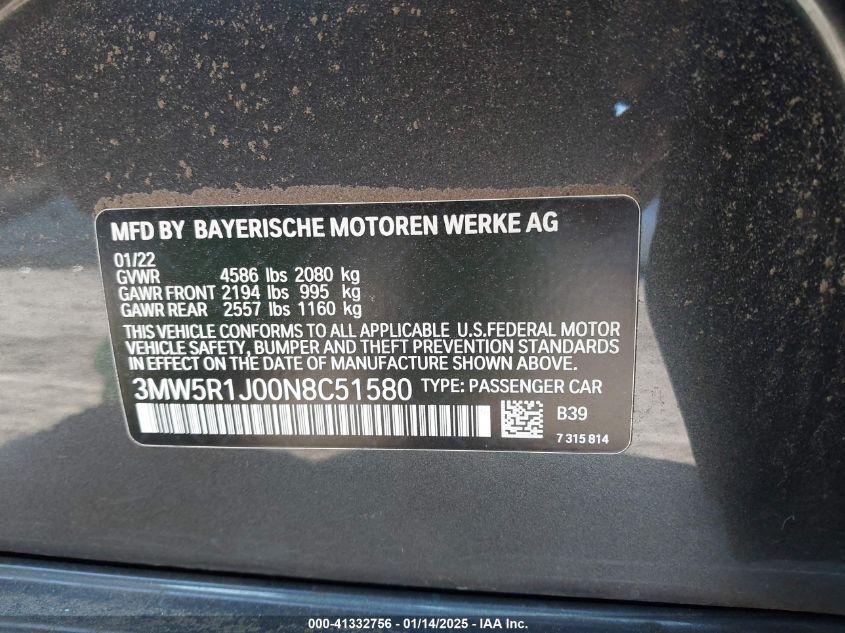 MFD BY BAYERISCHE MOTOREN WERKE AG
01/22
GVWR 4586 lbs 2080 kg
GAWR FRONT 2194 lbs 995 kg
GAWR REAR 2557 lbs 1160 kg
THIS VEHICLE CONFORMS TO ALL APPLICABLE U.S.FEDERAL MOTOR
VEHICLE SAFETY, BUMPER AND THEFT PREVENTION STANDARDS
IN EFFECT ON THE DATE OF MANUFACTURE SHOWN ABOVE.
3MW5R1J00N8C51580 TYPE: PASSENGER CAR
B39
7 315 814
000-41332756 — 01/14/2025 — IAA Inc.